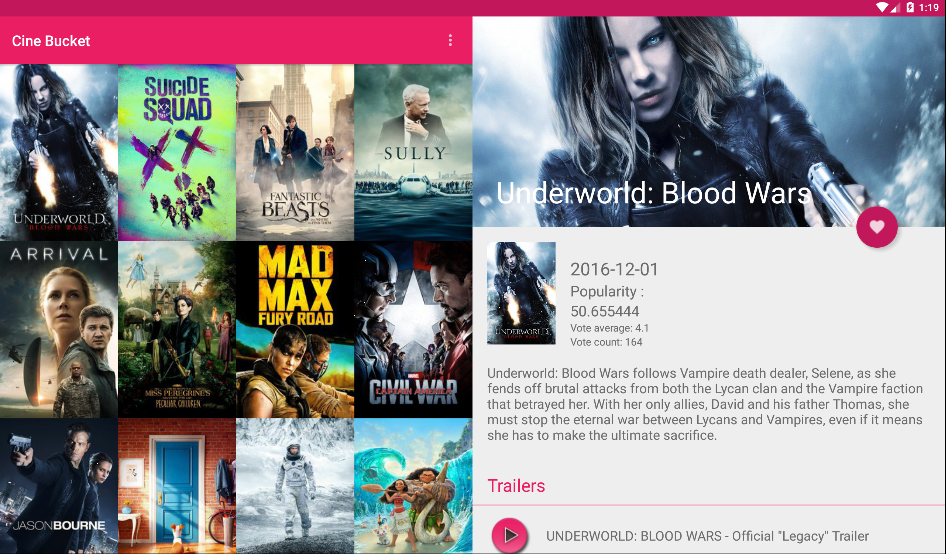 1:19
Cine Bucket
UNDERWORLD
BLOOD WARS
SUICIDE
SQUAD
FANTASTIC
BEASTS
SULLY
ARRIVAL
MISS PEREGRINE'S
PECULIAR CHILDREN
MAD
MAX
FURY ROAD
MARVEL
CAPTAIN AMERICA
CIVIL WAR
JASON BOURNE
Underworld: Blood Wars
UNDERWORLD
BLOOD WARS
2016-12-01
Popularity :
50.655444
Vote average: 4.1
Vote count: 164
Underworld: Blood Wars follows Vampire death dealer, Selene, as she
fends off brutal attacks from both the Lycan clan and the Vampire faction
that betrayed her. With her only allies, David and his father Thomas, she
must stop the eternal war between Lycans and Vampires, even if it means
she has to make the ultimate sacrifice.
Trailers
UNDERWORLD: BLOOD WARS - Official "Legacy" Trailer